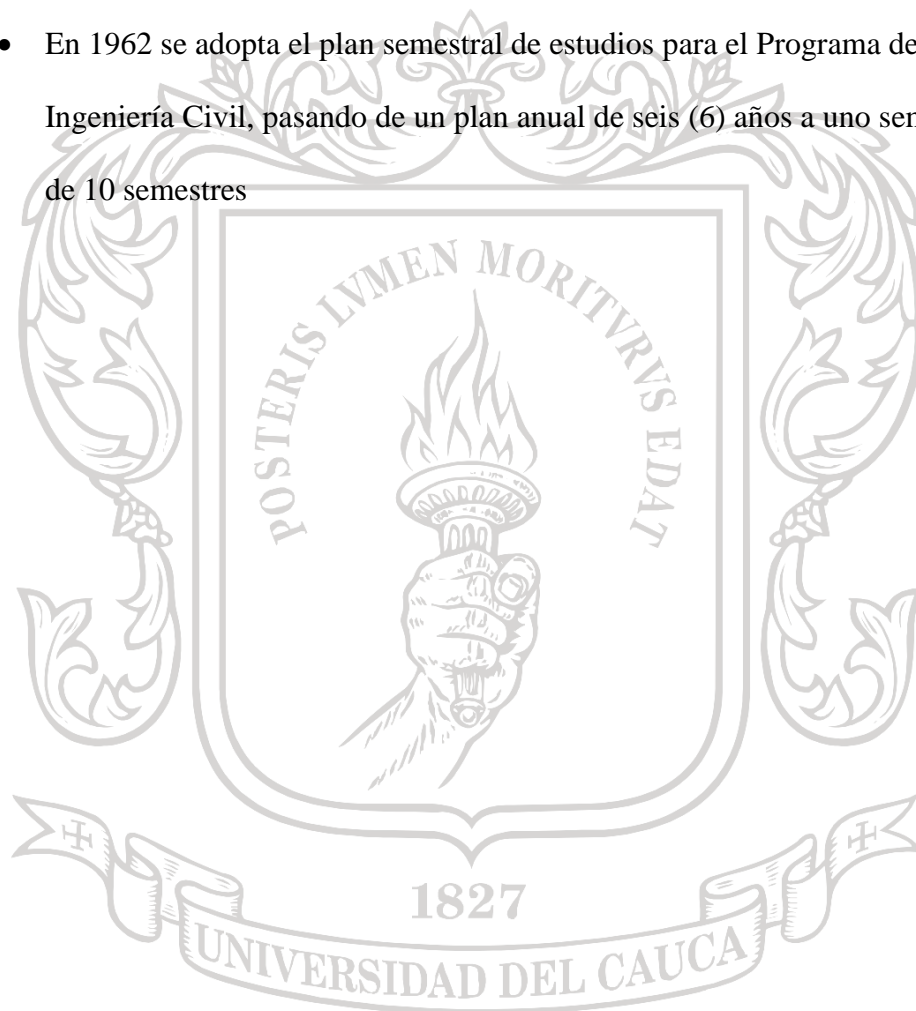 • En 1962 se adopta el plan semestral de estudios para el Programa de
Ingeniería Civil, pasando de un plan anual de seis (6) años a uno
de 10 semestres
POSTERIS LVMEN MORITVRVS EDAT
1827
UNIVERSIDAD DEL CAUCA